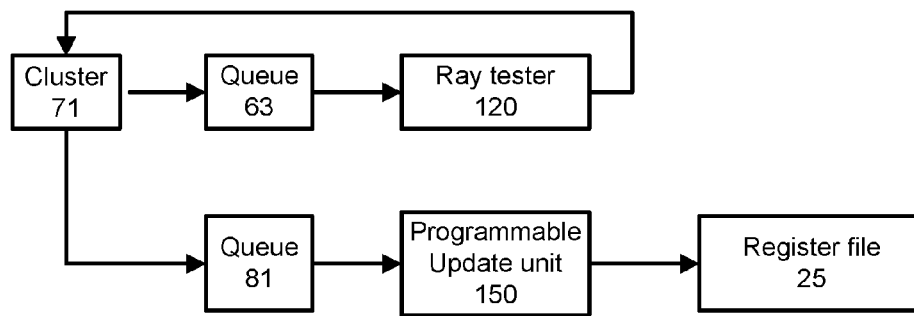 Cluster
71
Queue
63
Ray tester
120
Queue
81
Programmable
Update unit
150
Register file
25